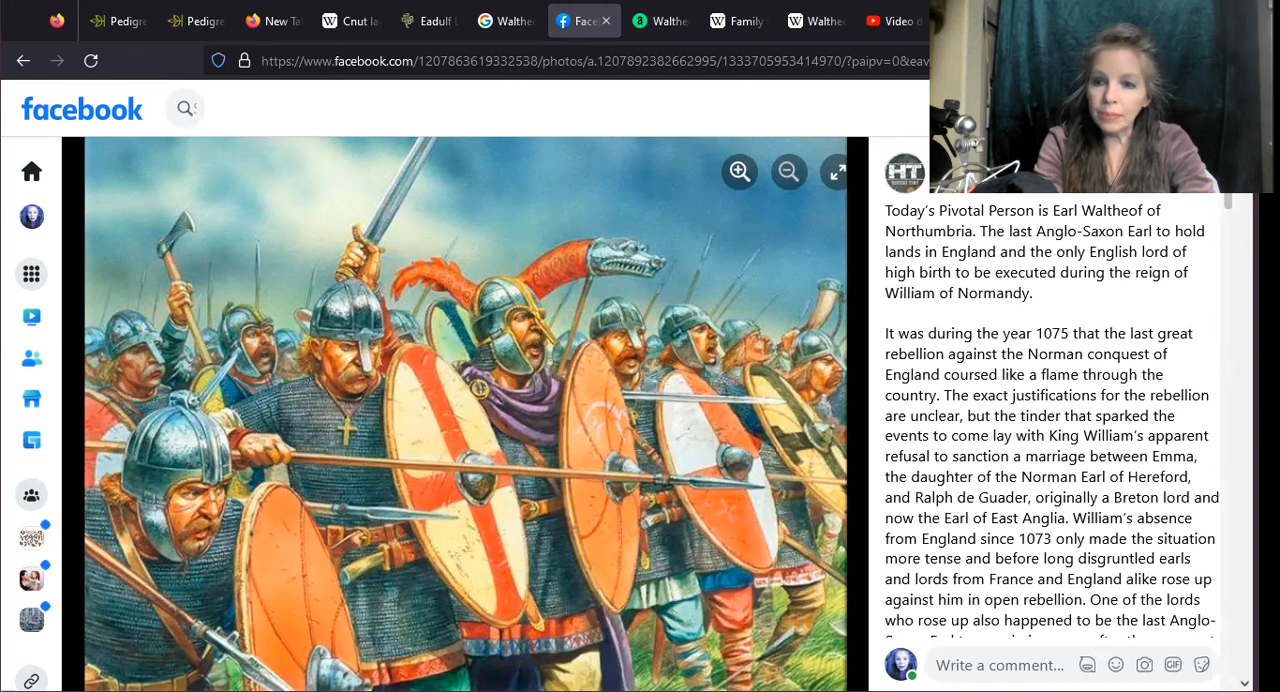 Pedigre
Pedigre
New Ta
Cnut la
Eadulf
Walthe
Face
Walthe
Family
Walthe
Video d
https://www.facebook.com/1207863619332538/photos/a.1207892382662995/1333705953414970/?paipv=0&eav
facebook
HT
Today's Pivotal Person is Earl Waltheof of
Northumbria. The last Anglo-Saxon Earl to hold
lands in England and the only English lord of
high birth to be executed during the reign of
William of Normandy.
It was during the year 1075 that the last great
rebellion against the Norman conquest of
England coursed like a flame through the
country. The exact justifications for the rebellion
are unclear, but the tinder that sparked the
events to come lay with King William's apparent
refusal to sanction a marriage between Emma,
the daughter of the Norman Earl of Hereford,
and Ralph de Guader, originally a Breton lord and
now the Earl of East Anglia. William's absence
from England since 1073 only made the situation
more tense and before long disgruntled earls
and lords from France and England alike rose up
against him in open rebellion. One of the lords
who rose up also happened to be the last Anglo-
Write a comment...
GIF